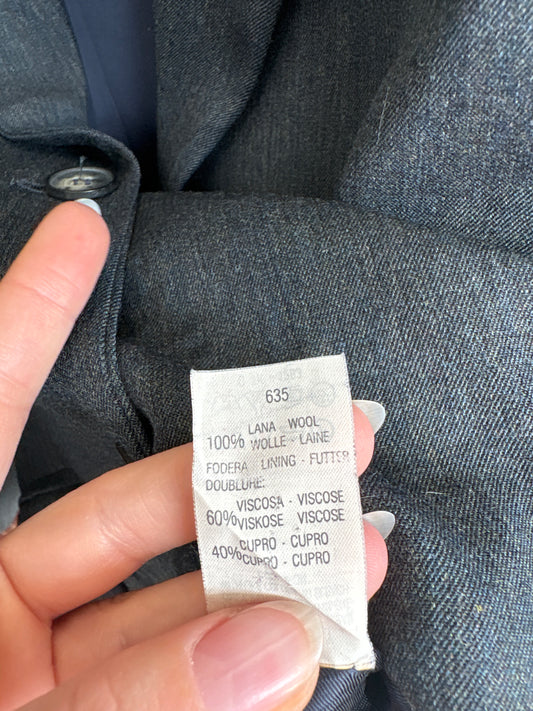 635
LANA WOOL
100% WOLLE - LAINE
FODERA LINING - FUTTER
DOUBLURE:
VISCOSA - VISCOSE
60% VISKOSE VISCOSE
CUPRO - CUPRO
40% CUPRO - CUPRO